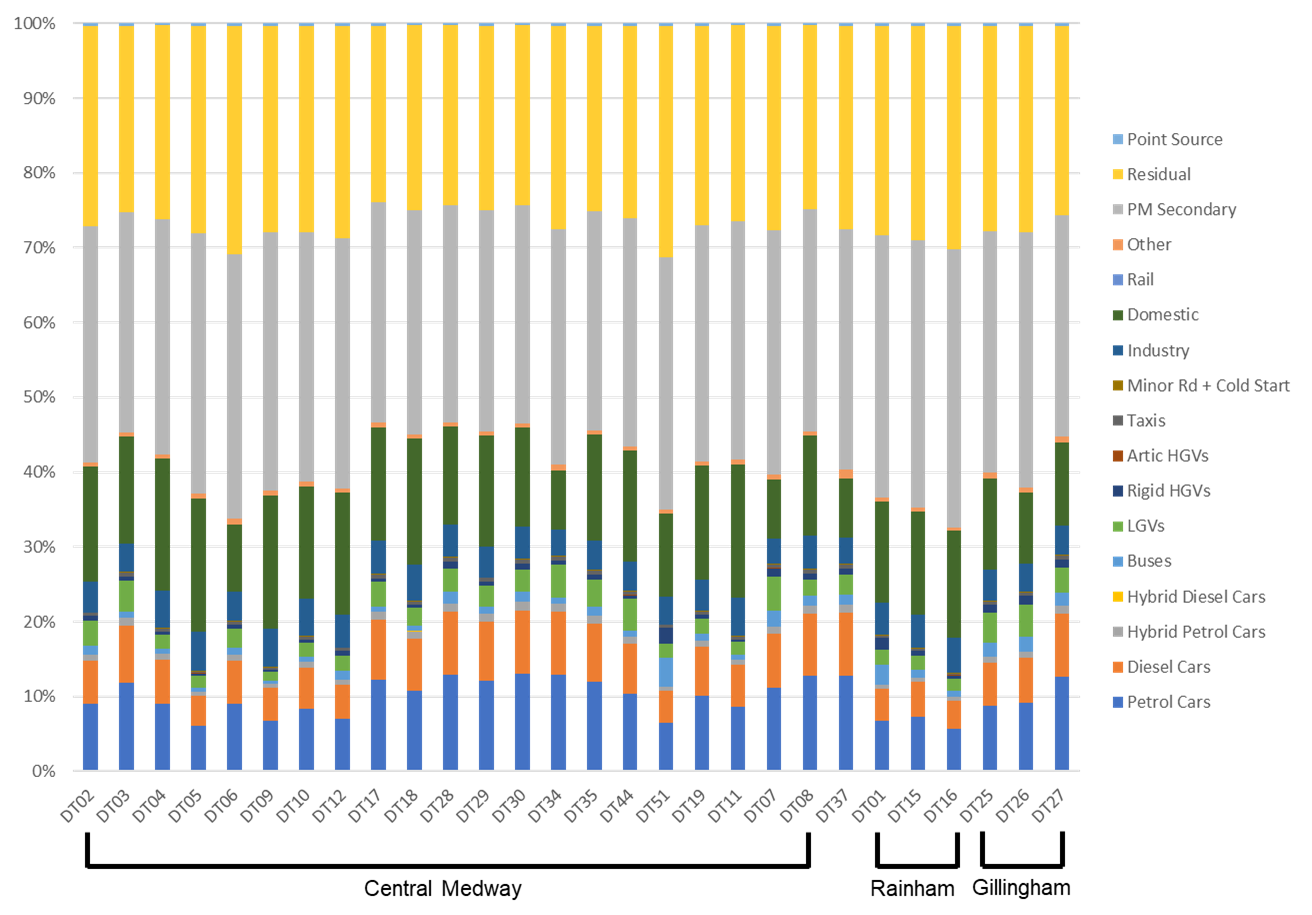 100%
90%
80%
70%
60%
50%
40%
30%
20%
10%
0%
DT02
DT03
DT04
DT05
DT06
DT09
DT10
DT12
DT17
DT18
DT28
DT29
DT30
DT34
DT35
DT44
DT51
DT19
DT11
DT07
DT08
DT37
DT01
DT15
DT16
DT25
DT26
DT27
Central Medway
Rainham
Gillingham
Point Source
Residual
PM Secondary
Other
Rail
Domestic
Industry
Minor Rd + Cold Start
Taxis
Artic HGVs
Rigid HGVs
LGVs
Buses
Hybrid Diesel Cars
Hybrid Petrol Cars
Diesel Cars
Petrol Cars